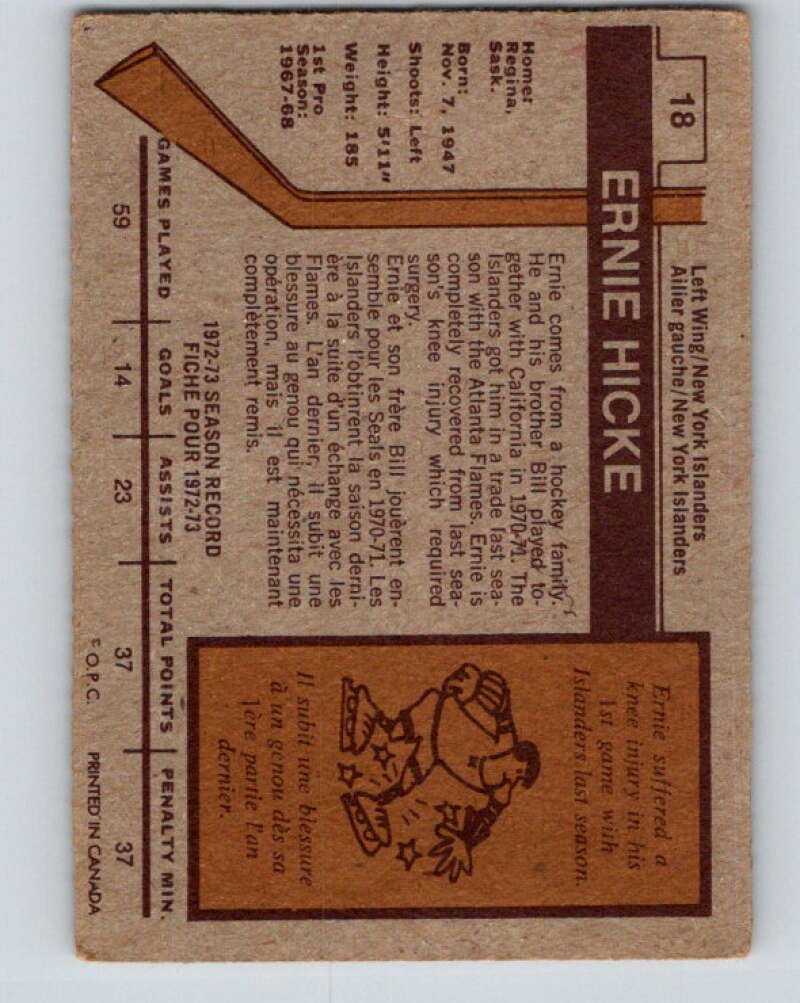 18
Left Wing/New York Islanders
Ailier gauche/New York Islanders
ERNIE HICKE
Home:
Regina,
Sask.
Born:
Nov. 7, 1947
Shoots: Left
Height: 5'11"
Weight: 185
1st Pro
Season:
1967-68
Ernie comes from a hockey family.
He and his brother Bill played to-
gether with California in 1970-71. The
Islanders got him in a trade last sea-
son with the Atlanta Flames. Ernie is
completely recovered from last sea-
son's knee injury which required
surgery.
Ernie et son frère Bill jouèrent en-
semble pour les Seals en 1970-71. Les
Islanders l'obtinrent la saison derni-
ère à la suite d'un échange avec les
Flames. L'an dernier, il subit une
blessure au genou qui nécessita une
opération, mais il est maintenant
complètement remis.
Ernie suffered a
knee injury in his
1st game with
Islanders last season.
Il subit une blessure
à un genou dès sa
1ère partie l'an
dernier.
1972-73 SEASON RECORD
FICHE POUR 1972-73
GAMES PLAYED GOALS ASSISTS TOTAL POINTS PENALTY MIN.
59 14 23 37 37
© O.P.C. PRINTED IN CANADA